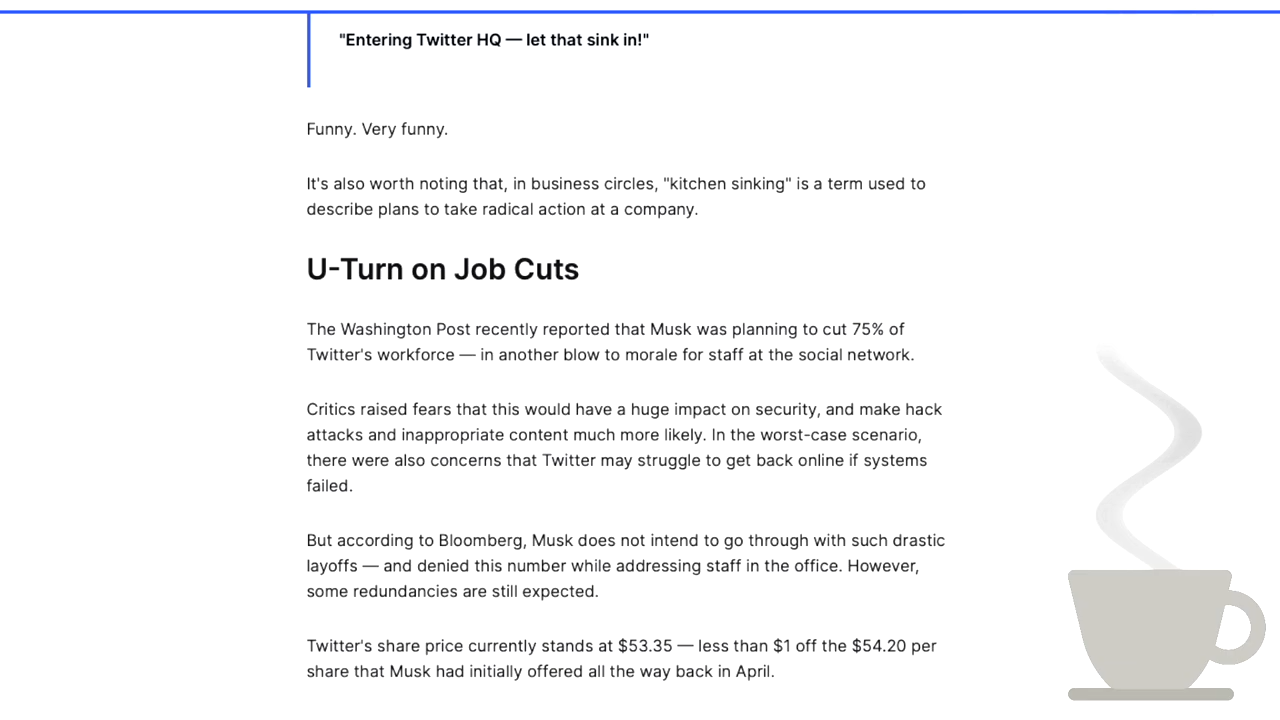 "Entering Twitter HQ — let that sink in!"
Funny. Very funny.
It's also worth noting that, in business circles, "kitchen sinking" is a term used to
describe plans to take radical action at a company.
U-Turn on Job Cuts
The Washington Post recently reported that Musk was planning to cut 75% of
Twitter's workforce — in another blow to morale for staff at the social network.
Critics raised fears that this would have a huge impact on security, and make hack
attacks and inappropriate content much more likely. In the worst-case scenario,
there were also concerns that Twitter may struggle to get back online if systems
failed.
But according to Bloomberg, Musk does not intend to go through with such drastic
layoffs — and denied this number while addressing staff in the office. However,
some redundancies are still expected.
Twitter's share price currently stands at $53.35 — less than $1 off the $54.20 per
share that Musk had initially offered all the way back in April.